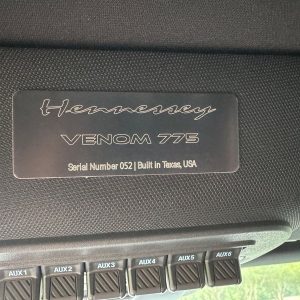 Hennessey
VENOM 775
Serial Number 052 | Built in Texas, USA
AUX1 AUX2 AUX3 AUX4 AUX5 AUX6